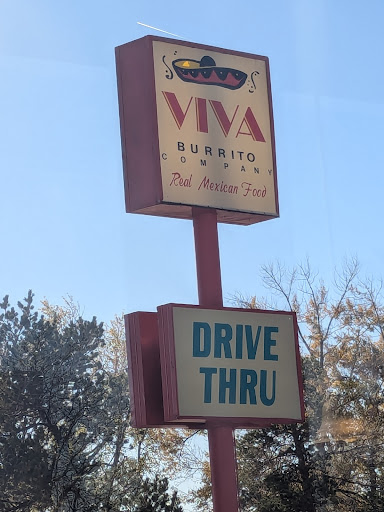 VIVA
BURRITO
COMPANY
Real Mexican Food
DRIVE
THRU